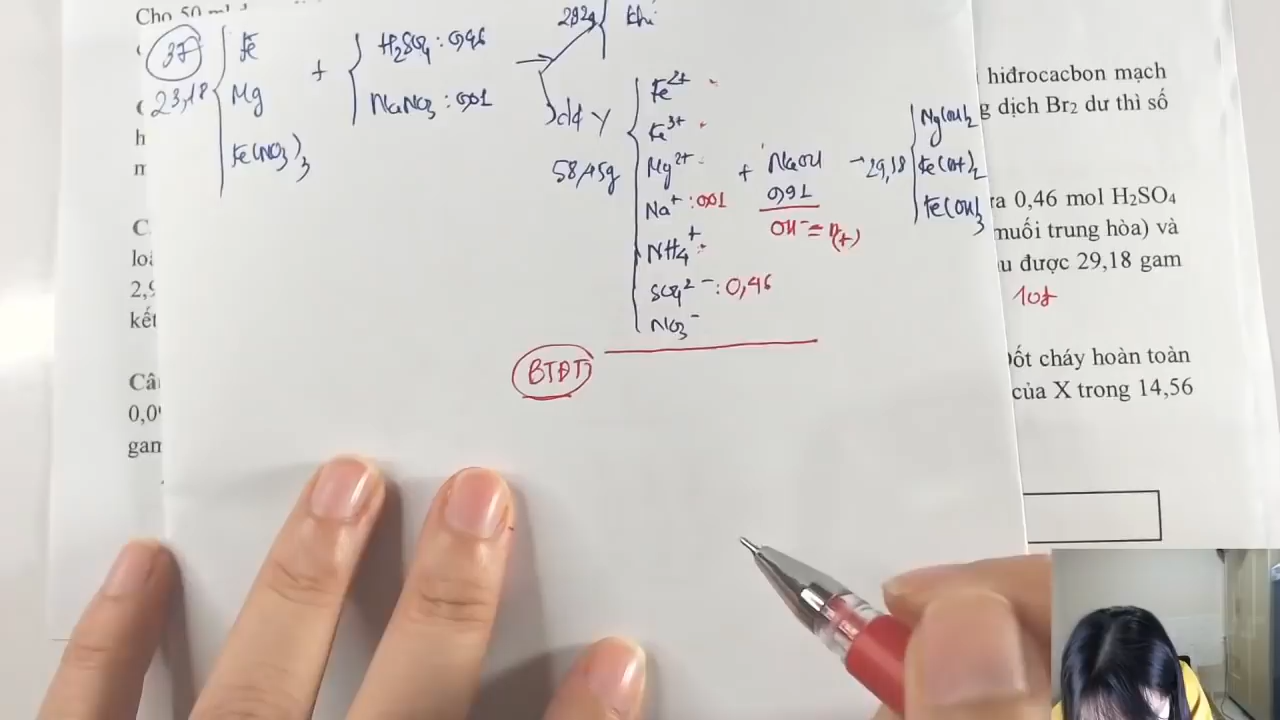 Cho 50 ml
37
23,18
Fe
Mg
Fe(NO3)3
+
H2SO4 : 0,46
NaNO3 : 0,01
2,92g
khí
dd Y
58,45g
Fe2+
Fe3+
Mg2+
Na+ : 0,01
NH4+
SO42- : 0,46
NO3-
+ NaOH
0,91
OH- = n(+)
→ 29,18
Mg(OH)2
Fe(OH)2
Fe(OH)3
BTĐT
hiđrocacbon mạch
g dịch Br2 dư thì số
ra 0,46 mol H2SO4
muối trung hòa) và
u được 29,18 gam
Đốt cháy hoàn toàn
của X trong 14,56
h
m
C
loà
2,9
kết
Câ
0,0
gam